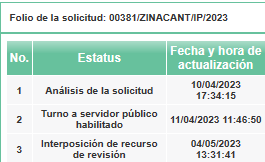 Folio de la solicitud: 00381/ZINACANT/IP/2023
No. Estatus Fecha y hora de actualización
1 Análisis de la solicitud 10/04/2023 17:34:15
2 Turno a servidor público habilitado 11/04/2023 11:46:50
3 Interposición de recurso de revisión 04/05/2023 13:31:41